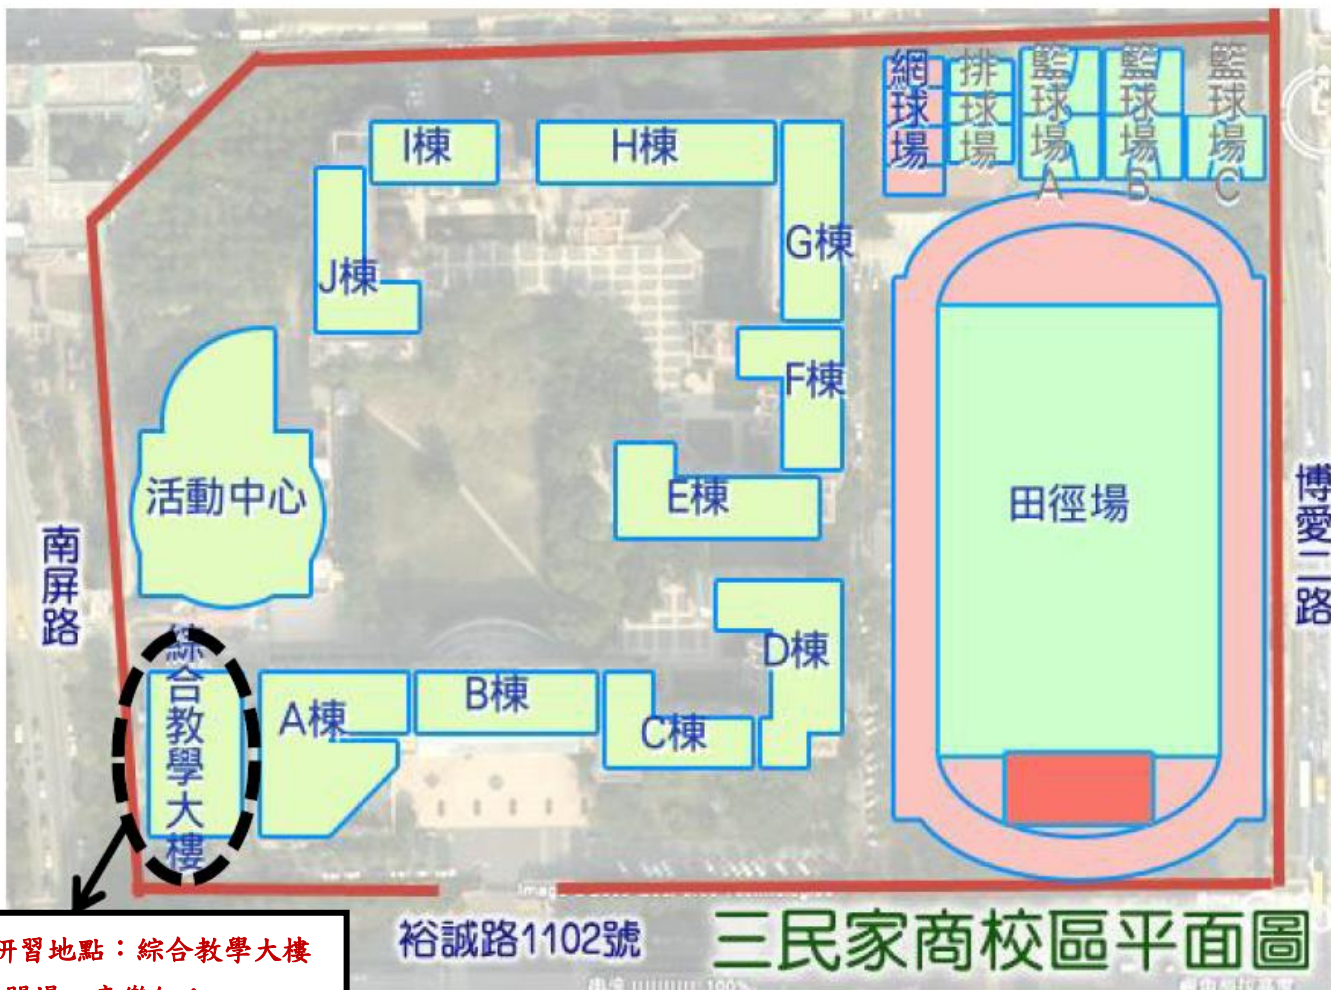 網球場
排球場
籃球場A
籃球場B
籃球場C
I棟
H棟
G棟
J棟
F棟
活動中心
E棟
田徑場
博愛二路
南屏路
綜合教學大樓
D棟
A棟
B棟
C棟
研習地點：綜合教學大樓
裕誠路1102號
三民家商校區平面圖
100%